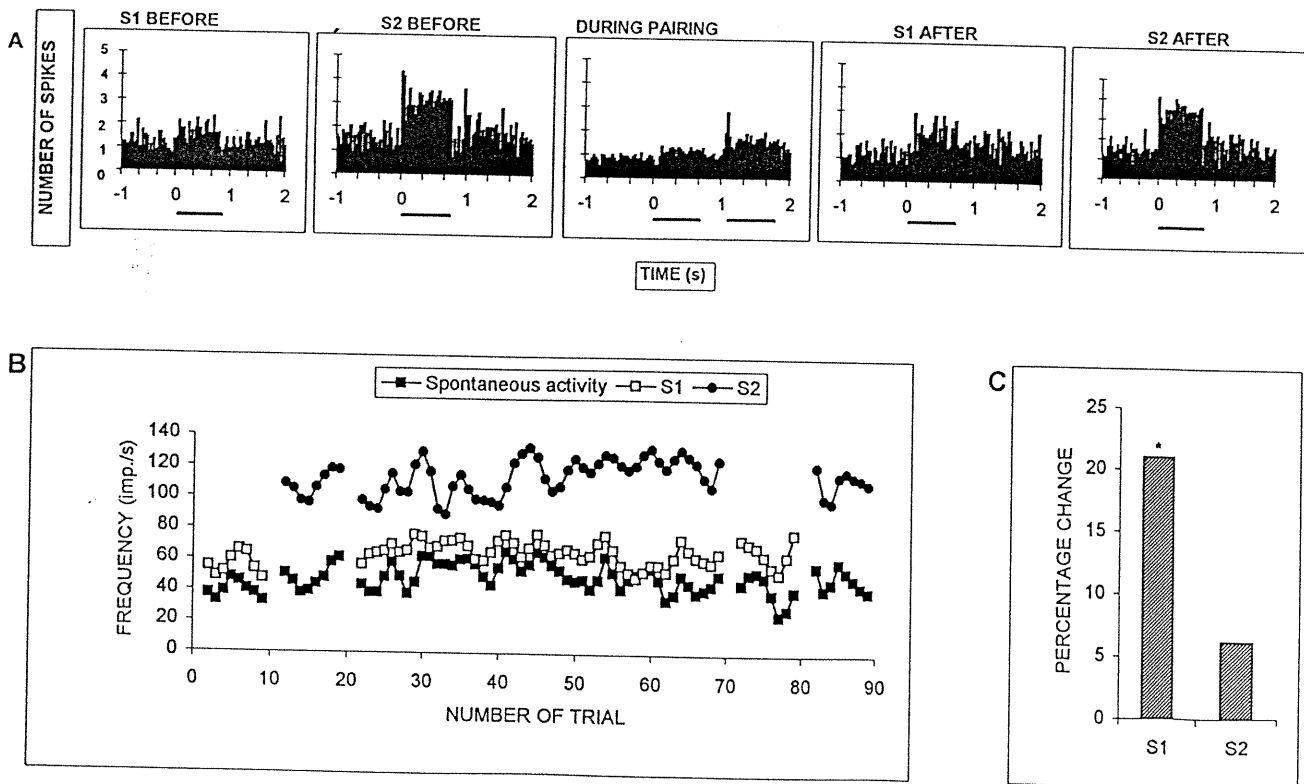 A
NUMBER OF SPIKES
S1 BEFORE
S2 BEFORE
DURING PAIRING
S1 AFTER
S2 AFTER
5
4
3
2
1
0
-1 0 1 2
-1 0 1 2
-1 0 1 2
-1 0 1 2
-1 0 1 2
TIME (s)
B
Spontaneous activity S1 S2
FREQUENCY (imp./s)
140
120
100
80
60
40
20
0
0 10 20 30 40 50 60 70 80 90
NUMBER OF TRIAL
C
PERCENTAGE CHANGE
25
20
15
10
5
0
*
S1 S2